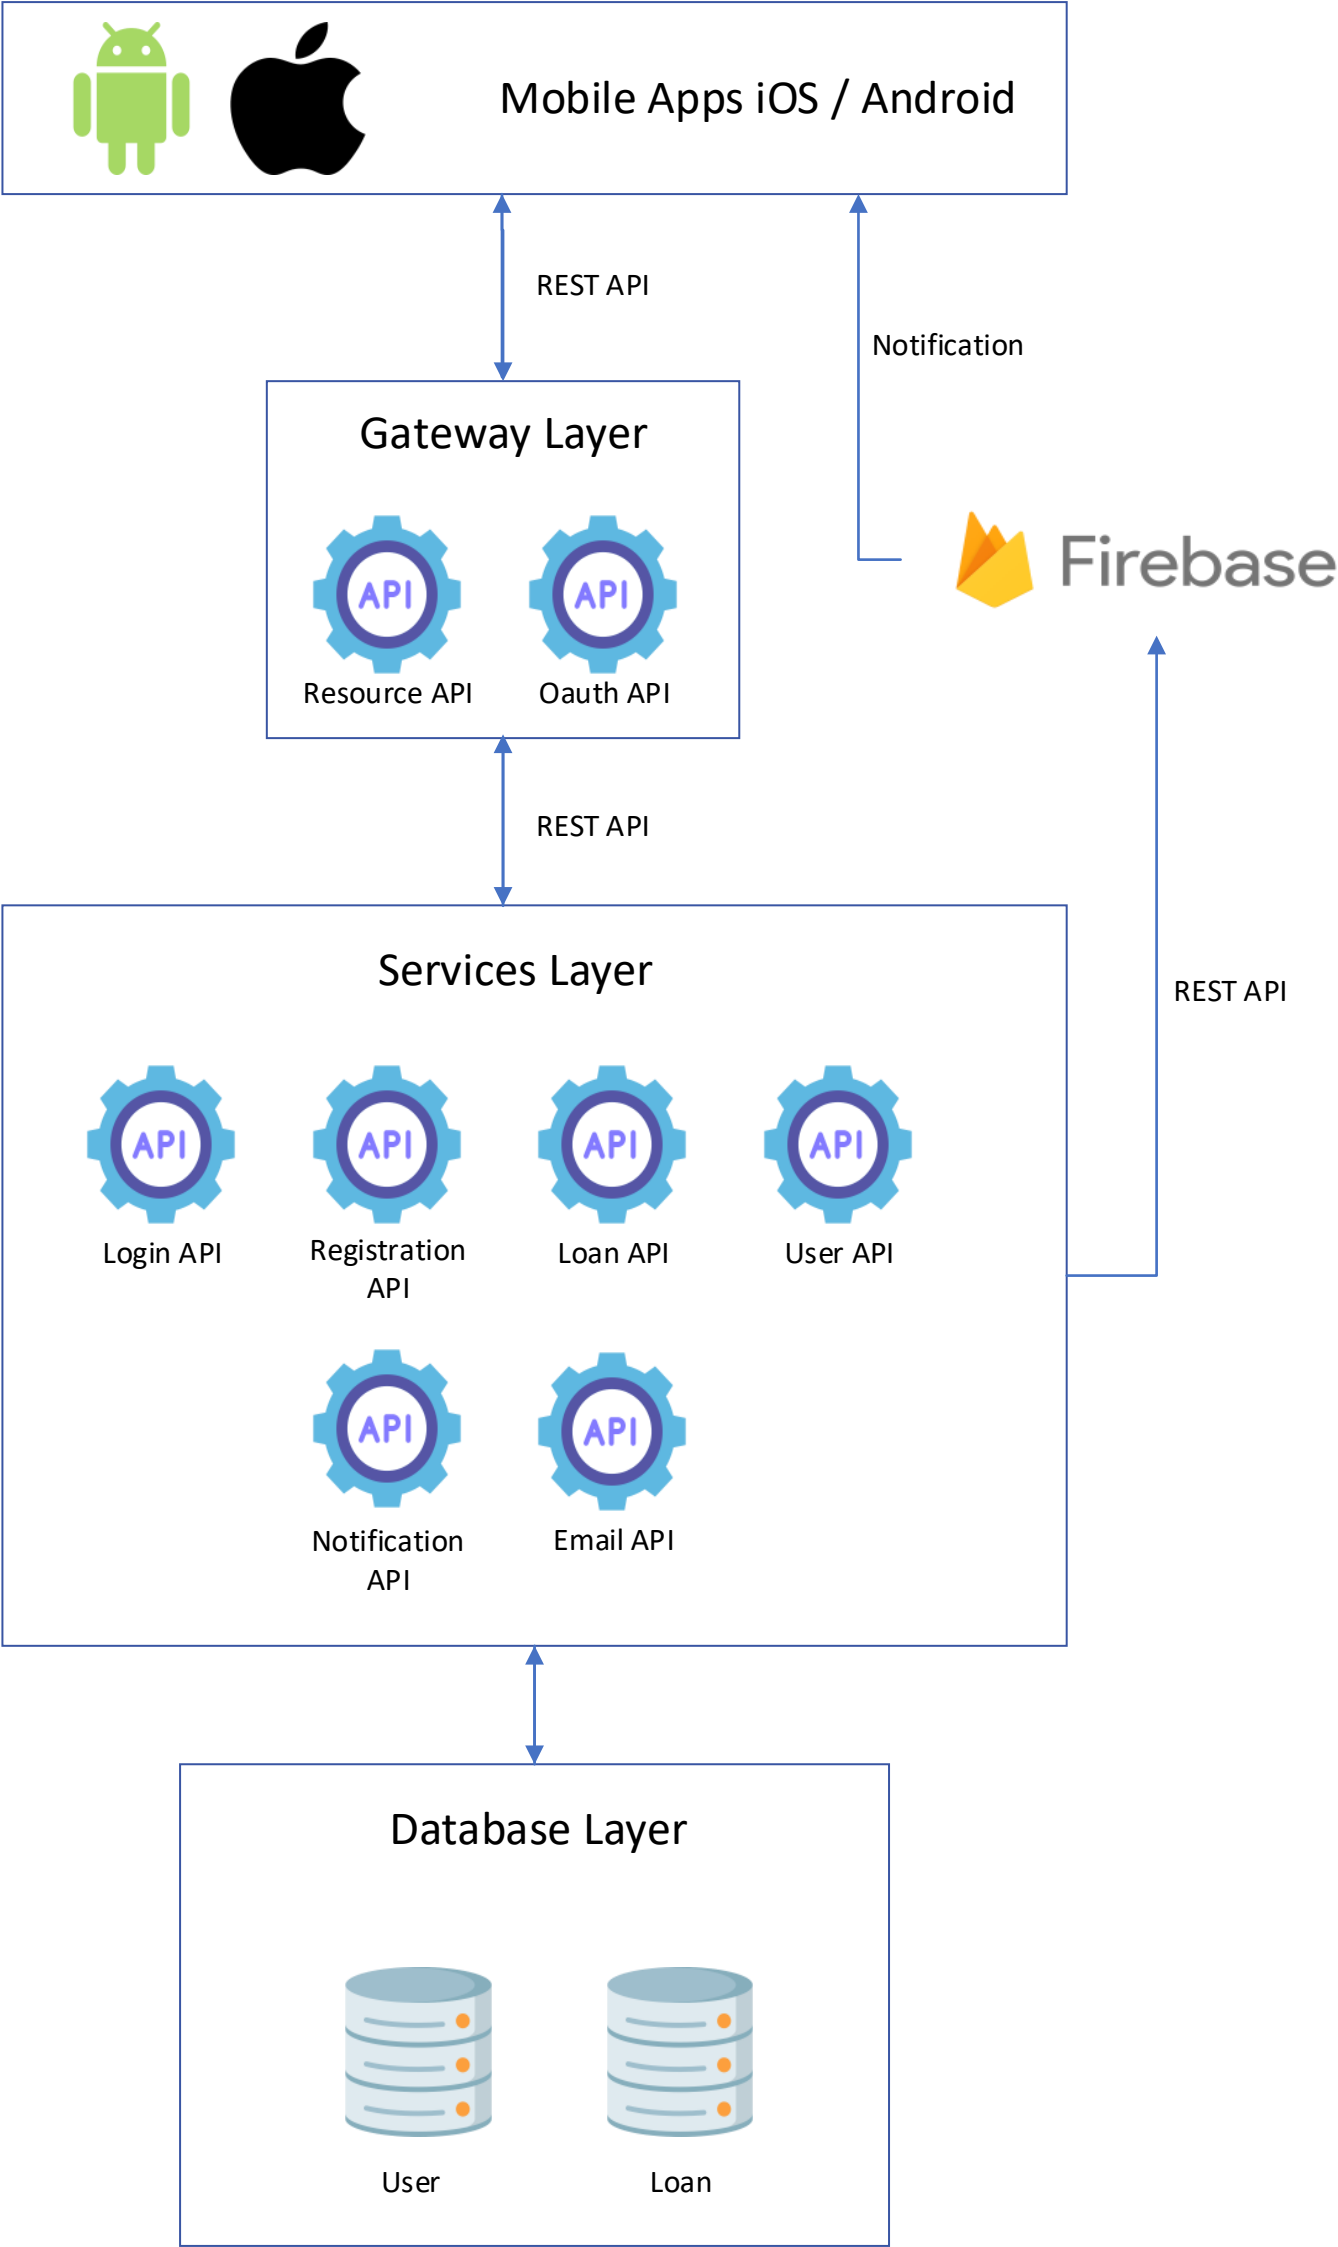 Mobile Apps iOS / Android
REST API
Notification
Gateway Layer
API
API
Resource API
Oauth API
Firebase
REST API
Services Layer
REST API
API
API
API
API
Login API
Registration
API
Loan API
User API
API
API
Notification
API
Email API
Database Layer
User
Loan